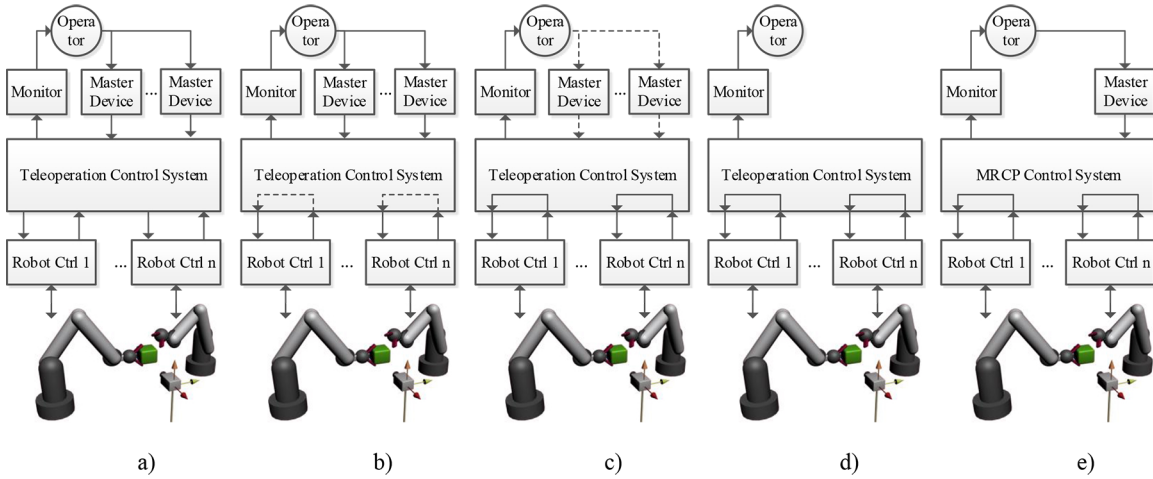 Opera
tor
Monitor
Master
Device
...
Master
Device
Teleoperation Control System
Robot Ctrl 1
...
Robot Ctrl n
a)
Opera
tor
Monitor
Master
Device
...
Master
Device
Teleoperation Control System
Robot Ctrl 1
...
Robot Ctrl n
b)
Opera
tor
Monitor
Master
Device
...
Master
Device
Teleoperation Control System
Robot Ctrl 1
...
Robot Ctrl n
c)
Opera
tor
Monitor
Teleoperation Control System
Robot Ctrl 1
...
Robot Ctrl n
d)
Opera
tor
Monitor
Master
Device
MRCP Control System
Robot Ctrl 1
...
Robot Ctrl n
e)